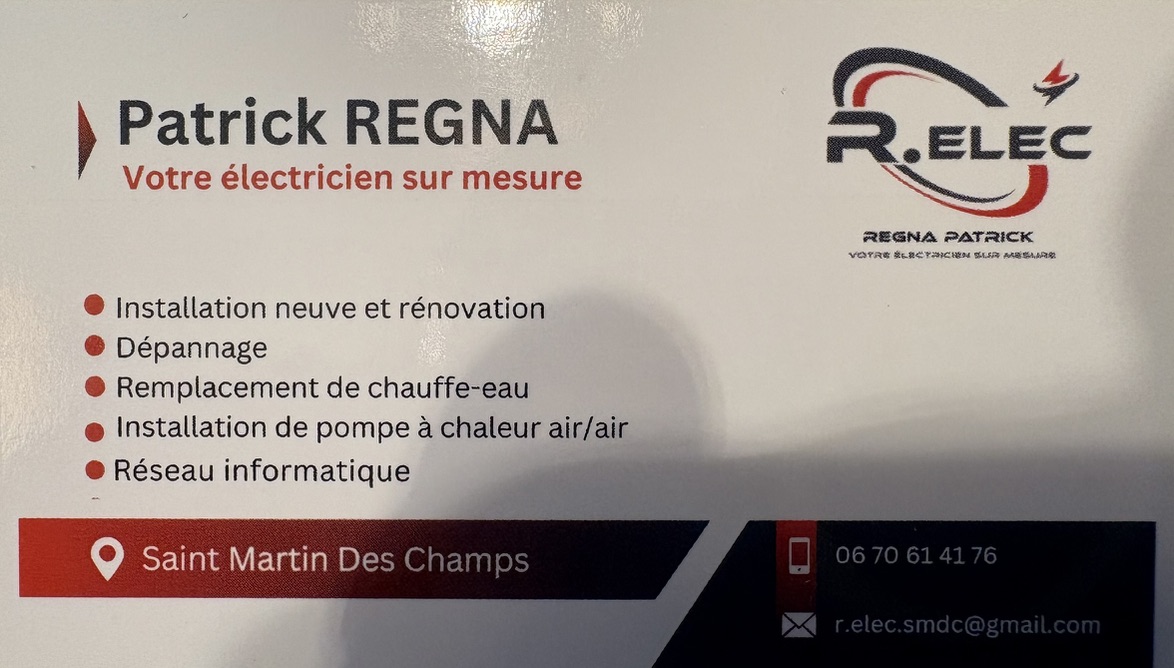 Patrick REGNA
Votre électricien sur mesure
R.ELEC
REGNA PATRICK
VOTRE ÉLECTRICIEN SUR MESURE
Installation neuve et rénovation
Dépannage
Remplacement de chauffe-eau
Installation de pompe à chaleur air/air
Réseau informatique
Saint Martin Des Champs
06 70 61 41 76
r.elec.smdc@gmail.com